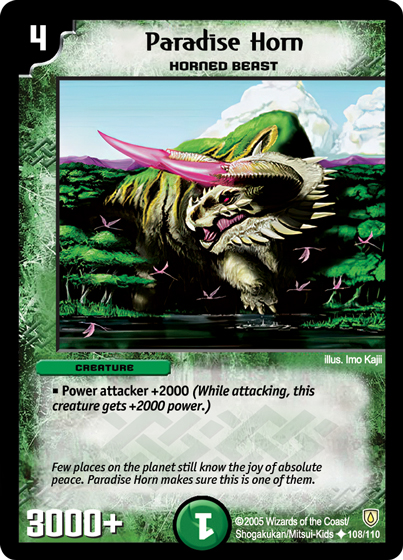 4
Paradise Horn
HORNED BEAST
illus. Imo Kajii
CREATURE
▪ Power attacker +2000 (While attacking, this
creature gets +2000 power.)
Few places on the planet still know the joy of absolute
peace. Paradise Horn makes sure this is one of them.
3000+
1
©2005 Wizards of the Coast/
Shogakukan/Mitsui-Kids ♦ 108/110